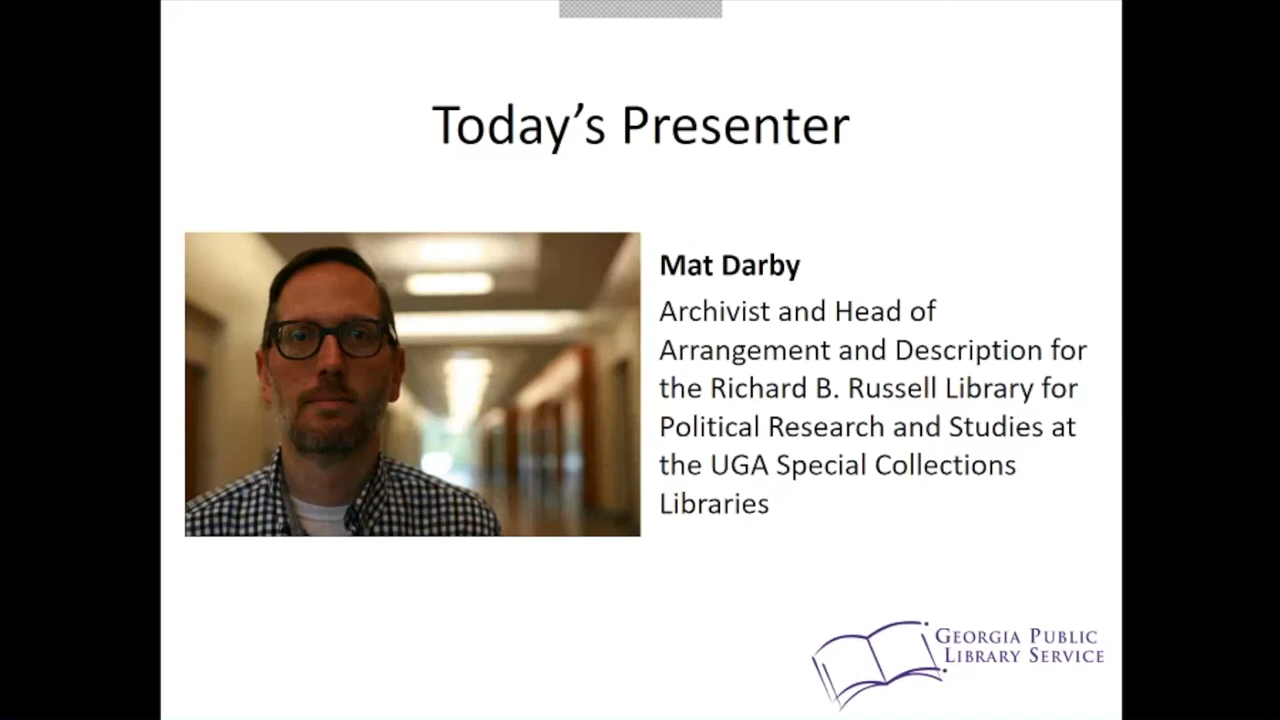 Today’s Presenter
Mat Darby
Archivist and Head of
Arrangement and Description for
the Richard B. Russell Library for
Political Research and Studies at
the UGA Special Collections
Libraries
GEORGIA PUBLIC
LIBRARY SERVICE